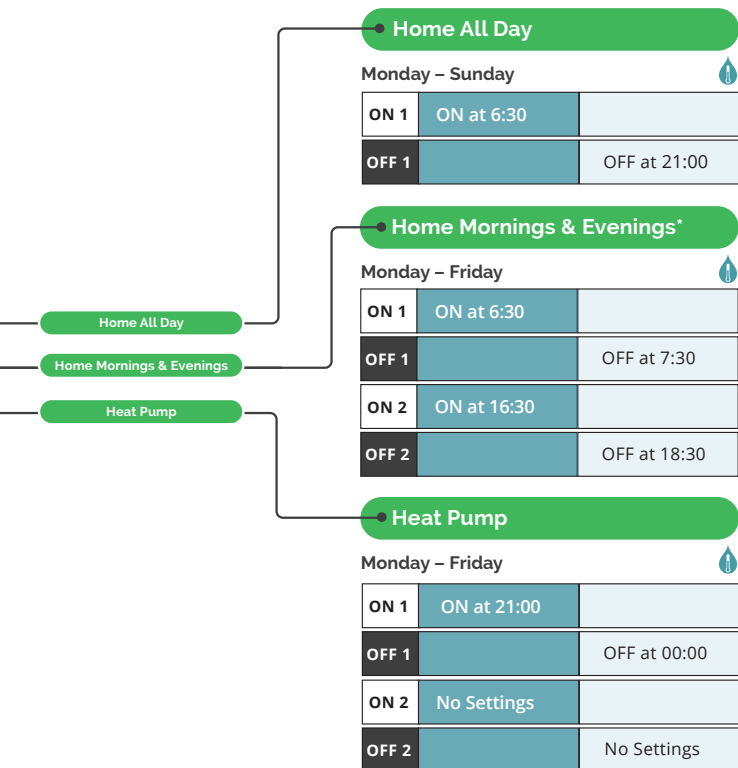 Home All Day
Home Mornings & Evenings
Heat Pump
Home All Day
Monday – Sunday
ON 1 ON at 6:30
OFF 1 OFF at 21:00
Home Mornings & Evenings*
Monday – Friday
ON 1 ON at 6:30
OFF 1 OFF at 7:30
ON 2 ON at 16:30
OFF 2 OFF at 18:30
Heat Pump
Monday – Friday
ON 1 ON at 21:00
OFF 1 OFF at 00:00
ON 2 No Settings
OFF 2 No Settings